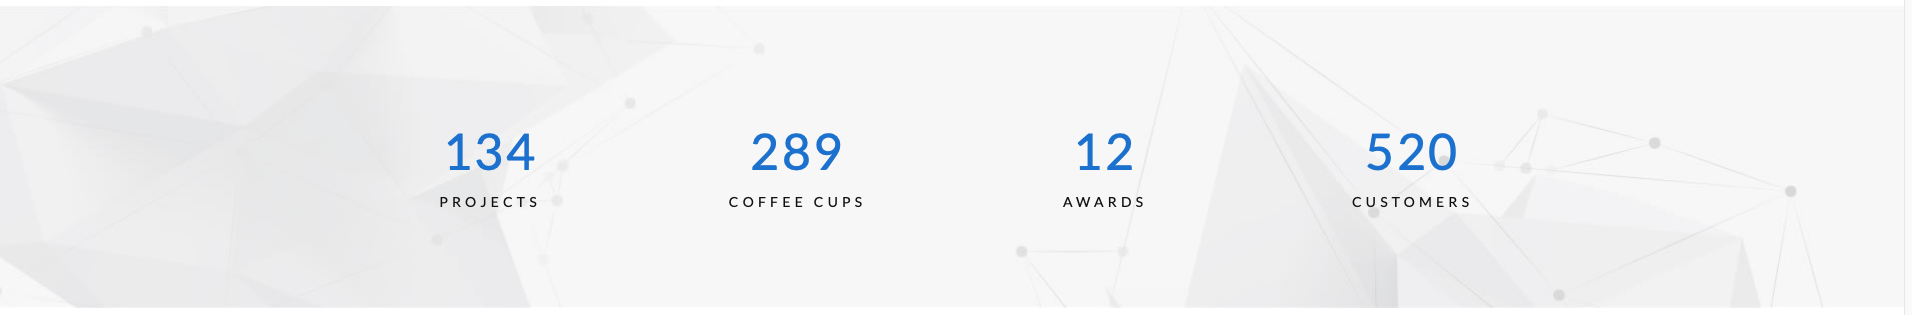 134 289 12 520
PROJECTS COFFEE CUPS AWARDS CUSTOMERS